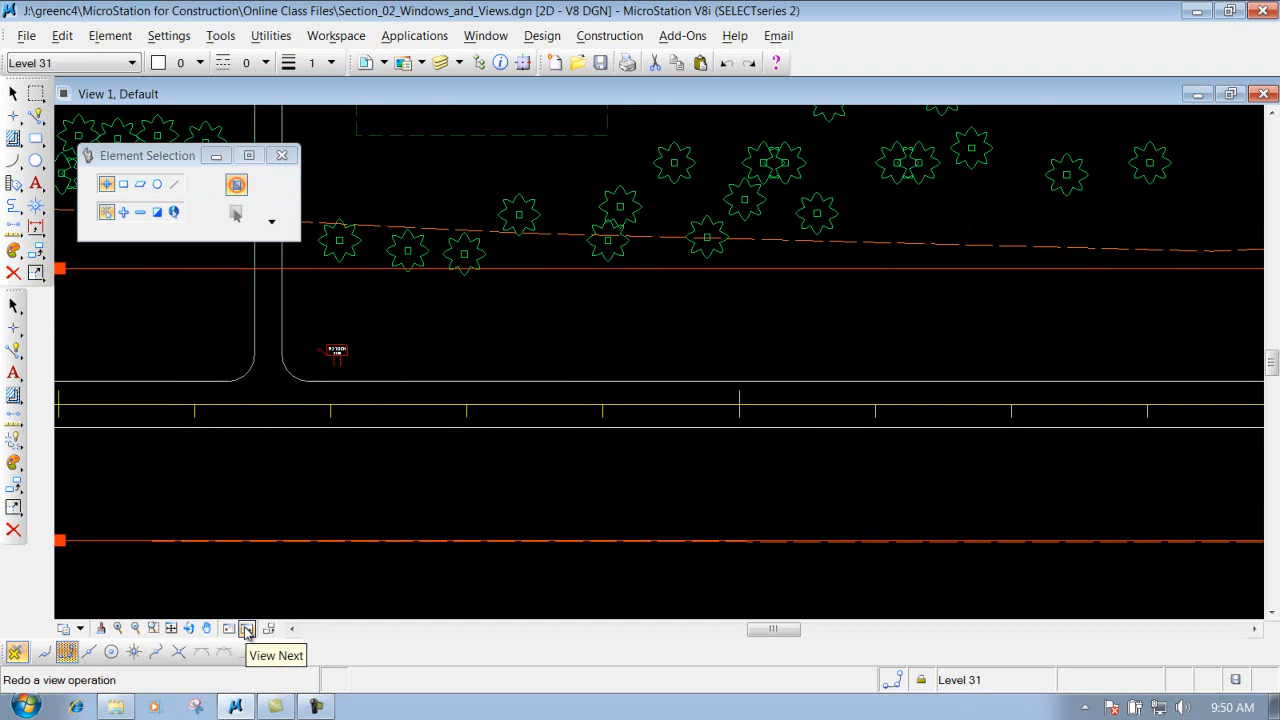 J:\greenc4\MicroStation for Construction\Online Class Files\Section_02_Windows_and_Views.dgn [2D - V8 DGN] - MicroStation V8i (SELECTseries 2)
File Edit Element Settings Tools Utilities Workspace Applications Window Design Construction Add-Ons Help Email
Level 31 0 0 1
View 1, Default
Element Selection
View Next
Redo a view operation Level 31
9:50 AM